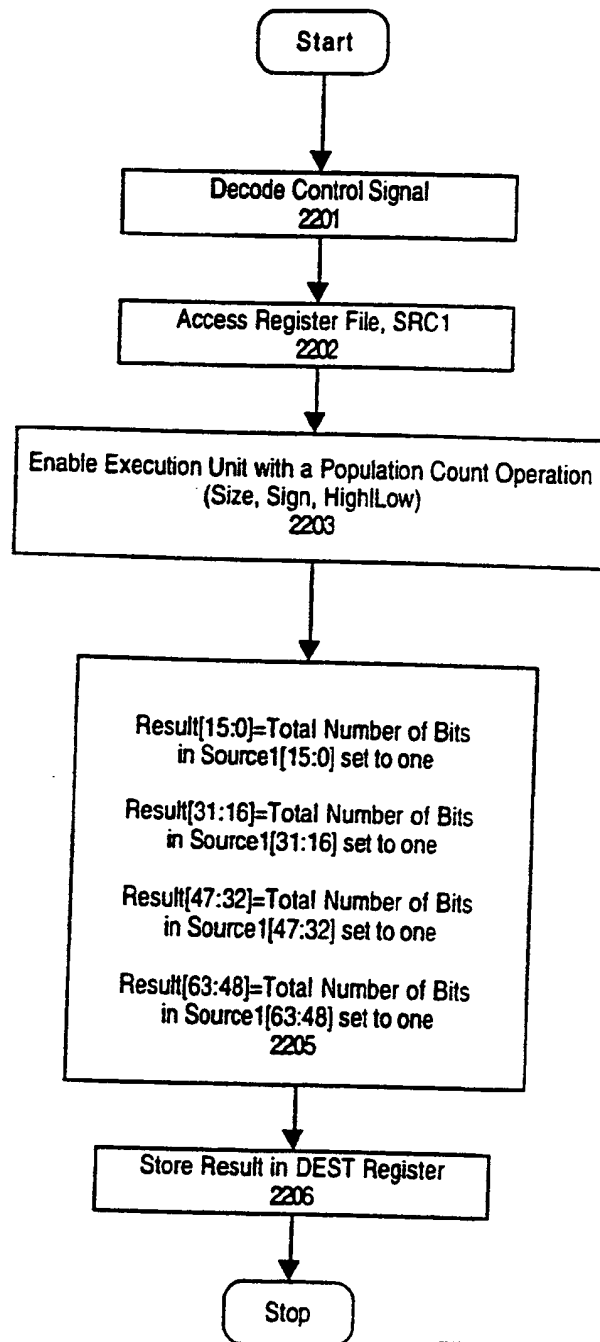 Start
Decode Control Signal
2201
Access Register File, SRC1
2202
Enable Execution Unit with a Population Count Operation
(Size, Sign, High|Low)
2203
Result[15:0]=Total Number of Bits
in Source1[15:0] set to one
Result[31:16]=Total Number of Bits
in Source1[31:16] set to one
Result[47:32]=Total Number of Bits
in Source1[47:32] set to one
Result[63:48]=Total Number of Bits
in Source1[63:48] set to one
2205
Store Result in DEST Register
2206
Stop